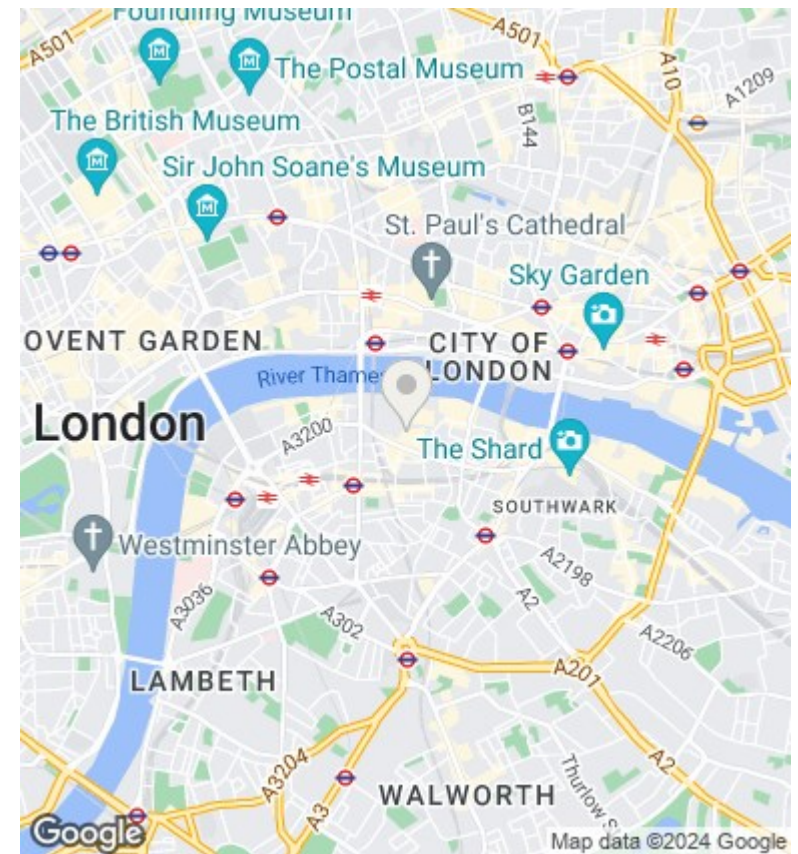 Foundling Museum
A501
A501
A10
The Postal Museum
A1209
B144
The British Museum
Sir John Soane's Museum
St. Paul's Cathedral
Sky Garden
OVENT GARDEN
CITY OF
LONDON
River Thame
London
A3200
The Shard
SOUTHWARK
Westminster Abbey
A2198
A3036
A302
A2
A2206
LAMBETH
A201
A2
A3204
A3
WALWORTH
Thurlow S
Google
Map data ©2024 Google